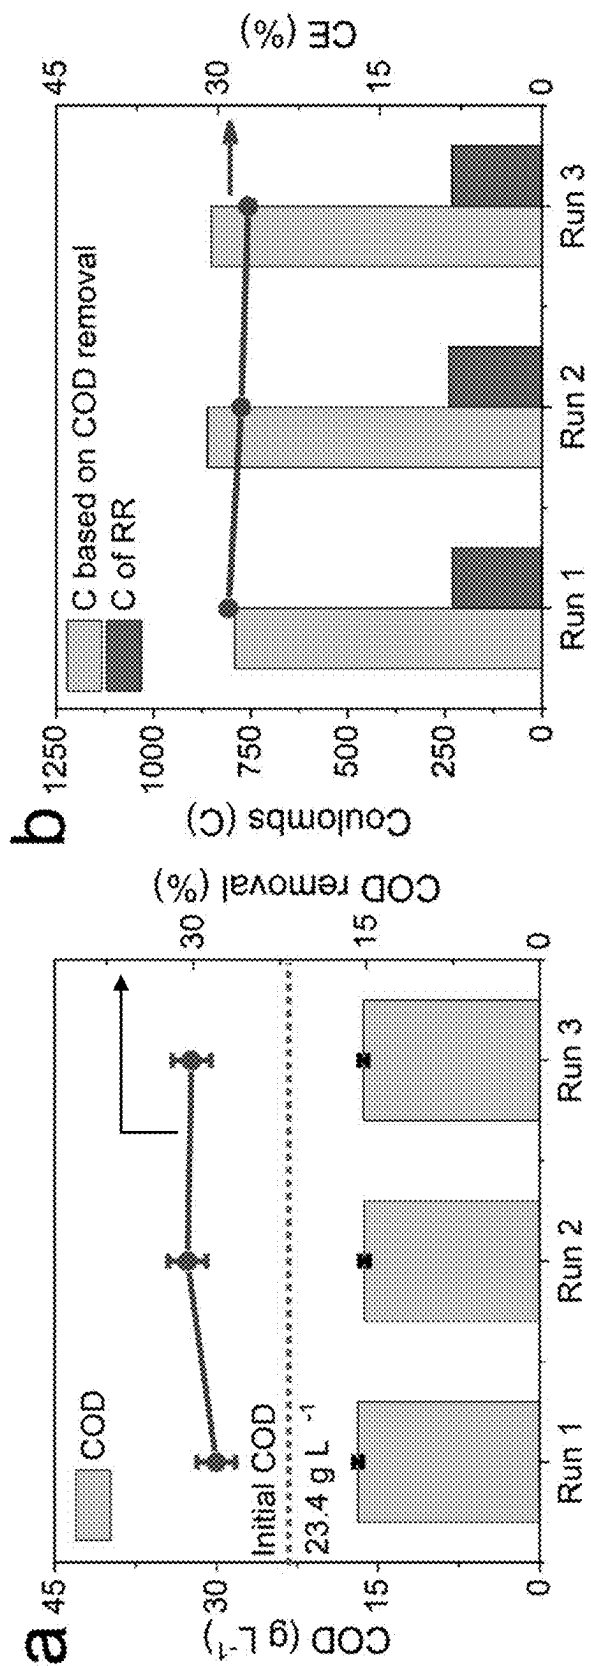 a
COD
Initial COD
23.4 g L⁻¹
COD (g L⁻¹)
45
30
15
0
COD removal (%)
30
15
0
Run 1
Run 2
Run 3
b
C based on COD removal
C of RR
Coulombs (C)
1250
1000
750
500
250
0
CE (%)
45
30
15
0
Run 1
Run 2
Run 3